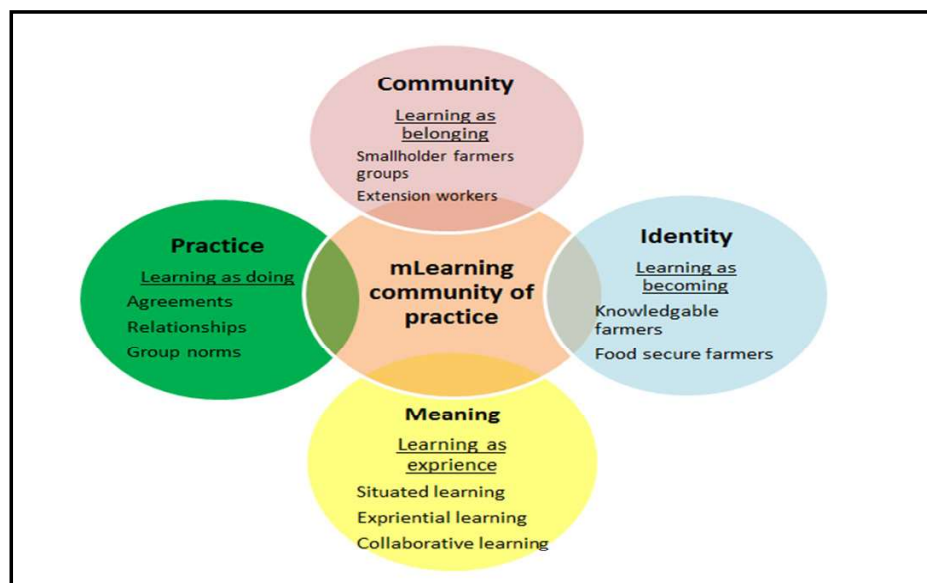 Community
Learning as
belonging
Smallholder farmers
groups
Extension workers
Practice
Learning as doing
Agreements
Relationships
Group norms
mLearning
community of
practice
Identity
Learning as
becoming
Knowledgable
farmers
Food secure farmers
Meaning
Learning as
exprience
Situated learning
Expriential learning
Collaborative learning